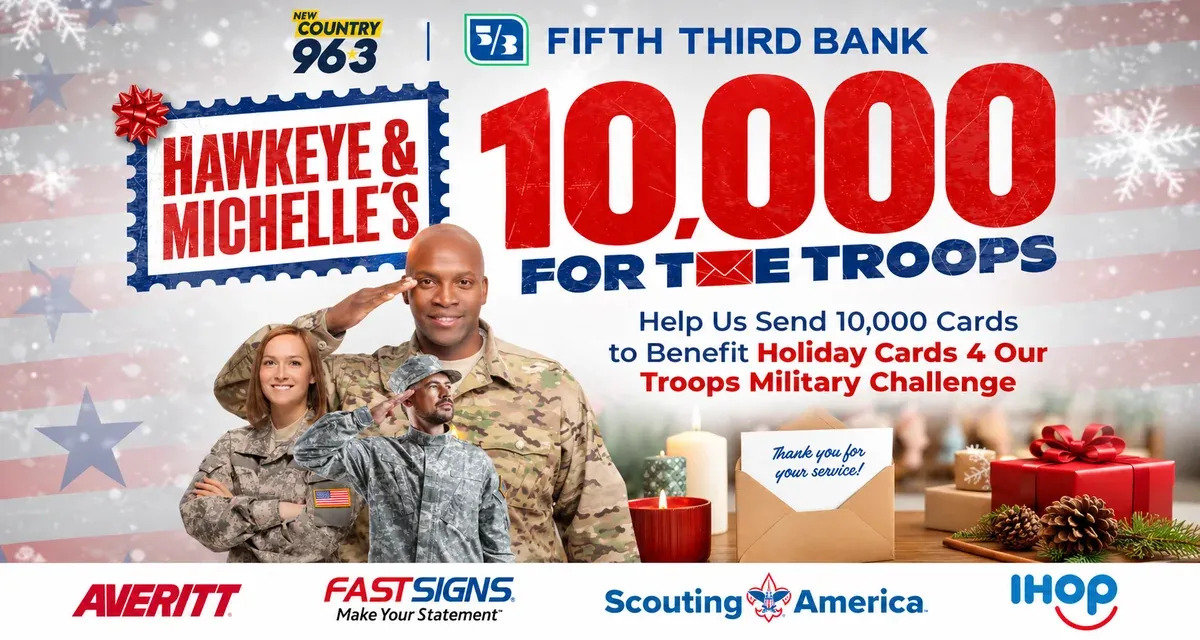 NEW
COUNTRY
96.3
5/3 FIFTH THIRD BANK
HAWKEYE &
MICHELLE'S
10,000
FOR THE TROOPS
Help Us Send 10,000 Cards
to Benefit Holiday Cards 4 Our
Troops Military Challenge
Thank you for
your service!
AVERITT
FASTSIGNS®
Make Your Statement™
Scouting America™
IHOP